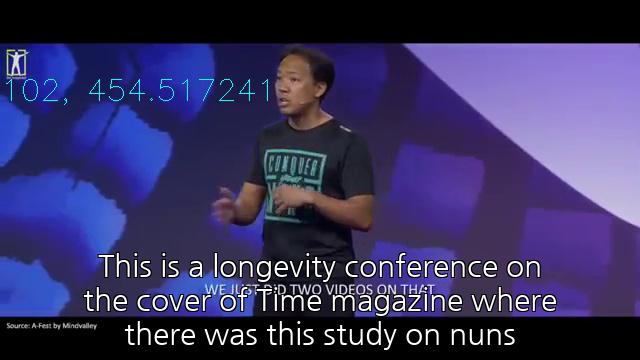 102, 454.517241
CONQUER
your
This is a longevity conference on
WE JUST DID TWO VIDEOS ON THAT
the cover of Time magazine where
there was this study on nuns
Source: A-Fest by Mindvalley